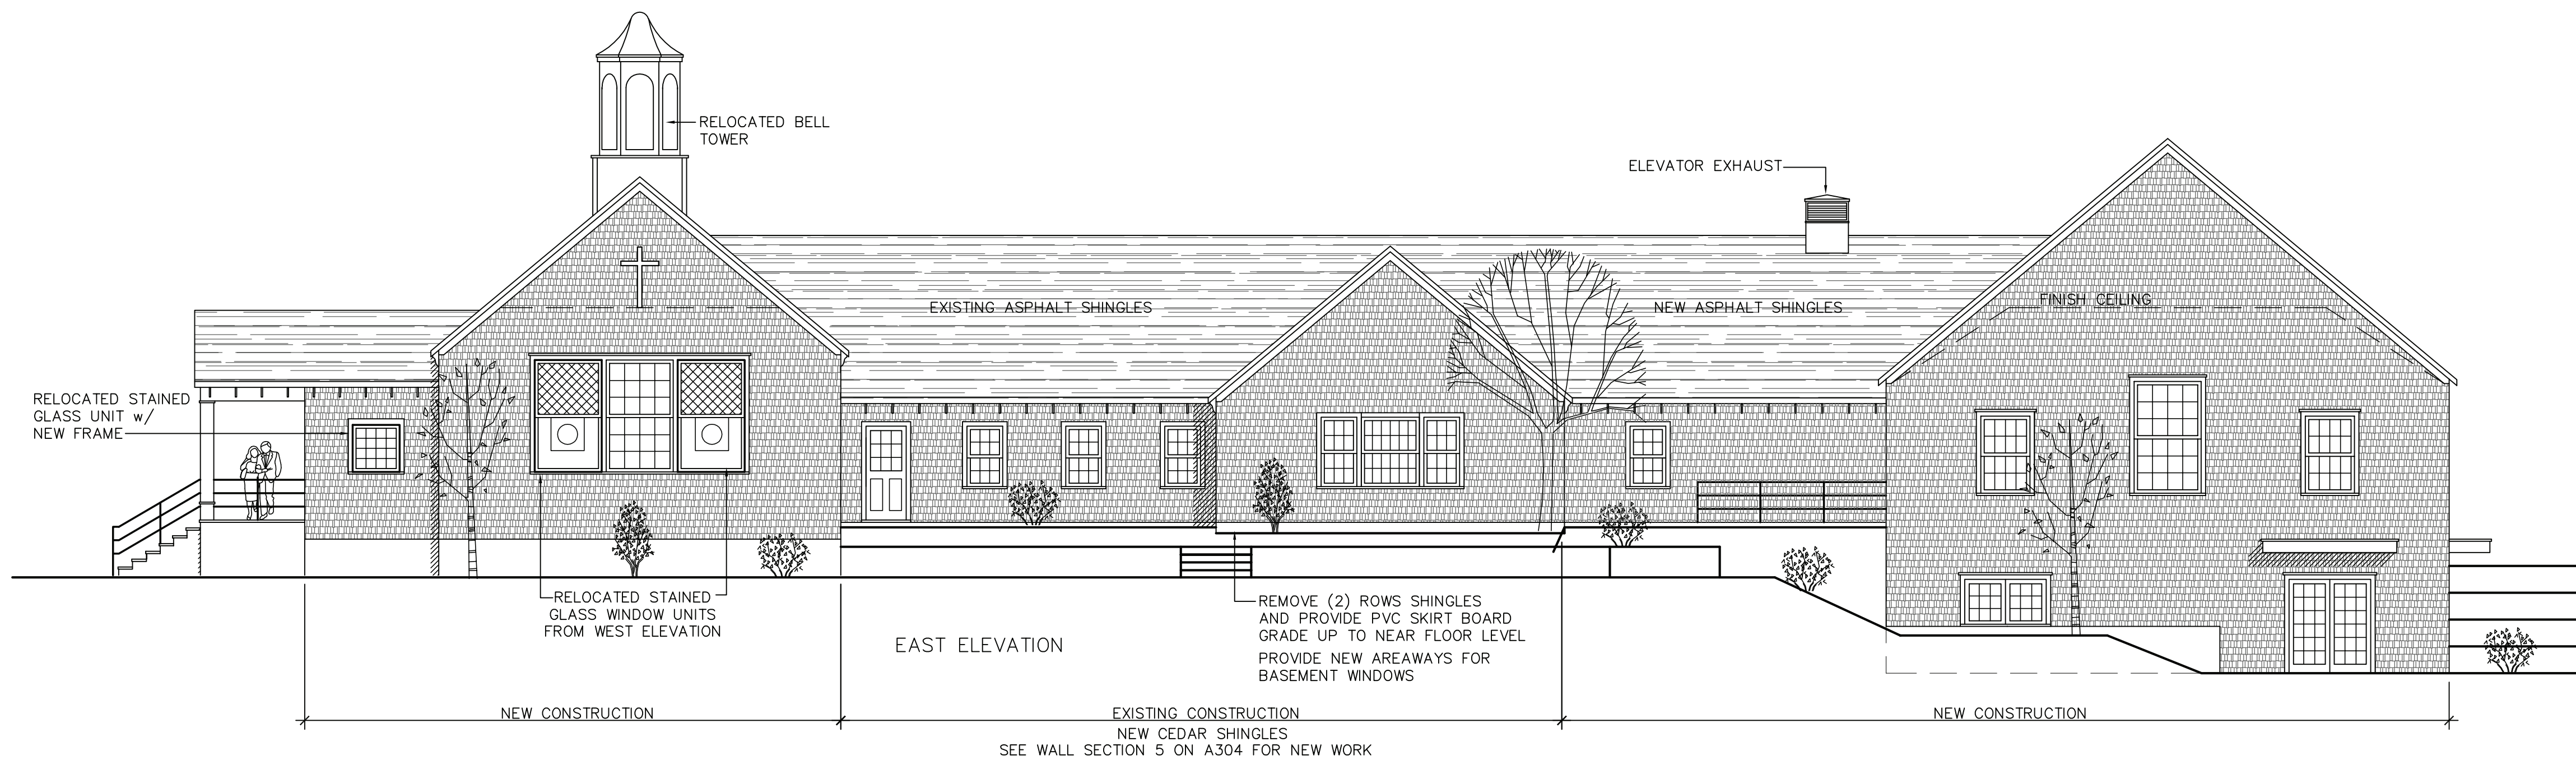 RELOCATED BELL
TOWER
ELEVATOR EXHAUST
EXISTING ASPHALT SHINGLES
NEW ASPHALT SHINGLES
FINISH CEILING
RELOCATED STAINED
GLASS UNIT w/
NEW FRAME
RELOCATED STAINED
GLASS WINDOW UNITS
FROM WEST ELEVATION
EAST ELEVATION
REMOVE (2) ROWS SHINGLES
AND PROVIDE PVC SKIRT BOARD
GRADE UP TO NEAR FLOOR LEVEL
PROVIDE NEW AREAWAYS FOR
BASEMENT WINDOWS
NEW CONSTRUCTION
EXISTING CONSTRUCTION
NEW CEDAR SHINGLES
SEE WALL SECTION 5 ON A304 FOR NEW WORK
NEW CONSTRUCTION